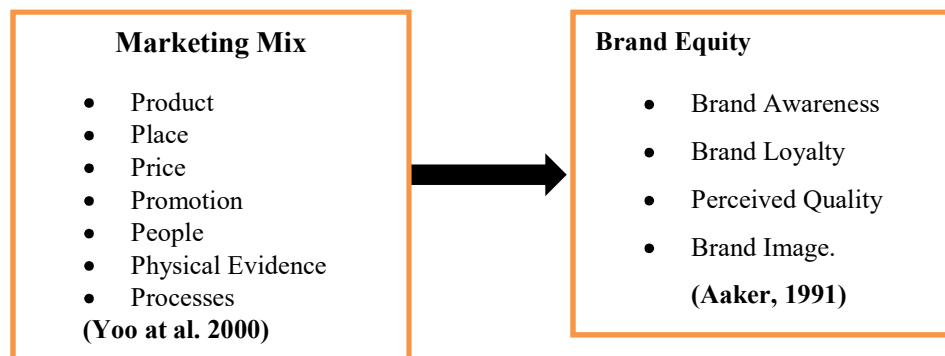 Marketing Mix
• Product
• Place
• Price
• Promotion
• People
• Physical Evidence
• Processes
(Yoo at al. 2000)
Brand Equity
• Brand Awareness
• Brand Loyalty
• Perceived Quality
• Brand Image.
(Aaker, 1991)